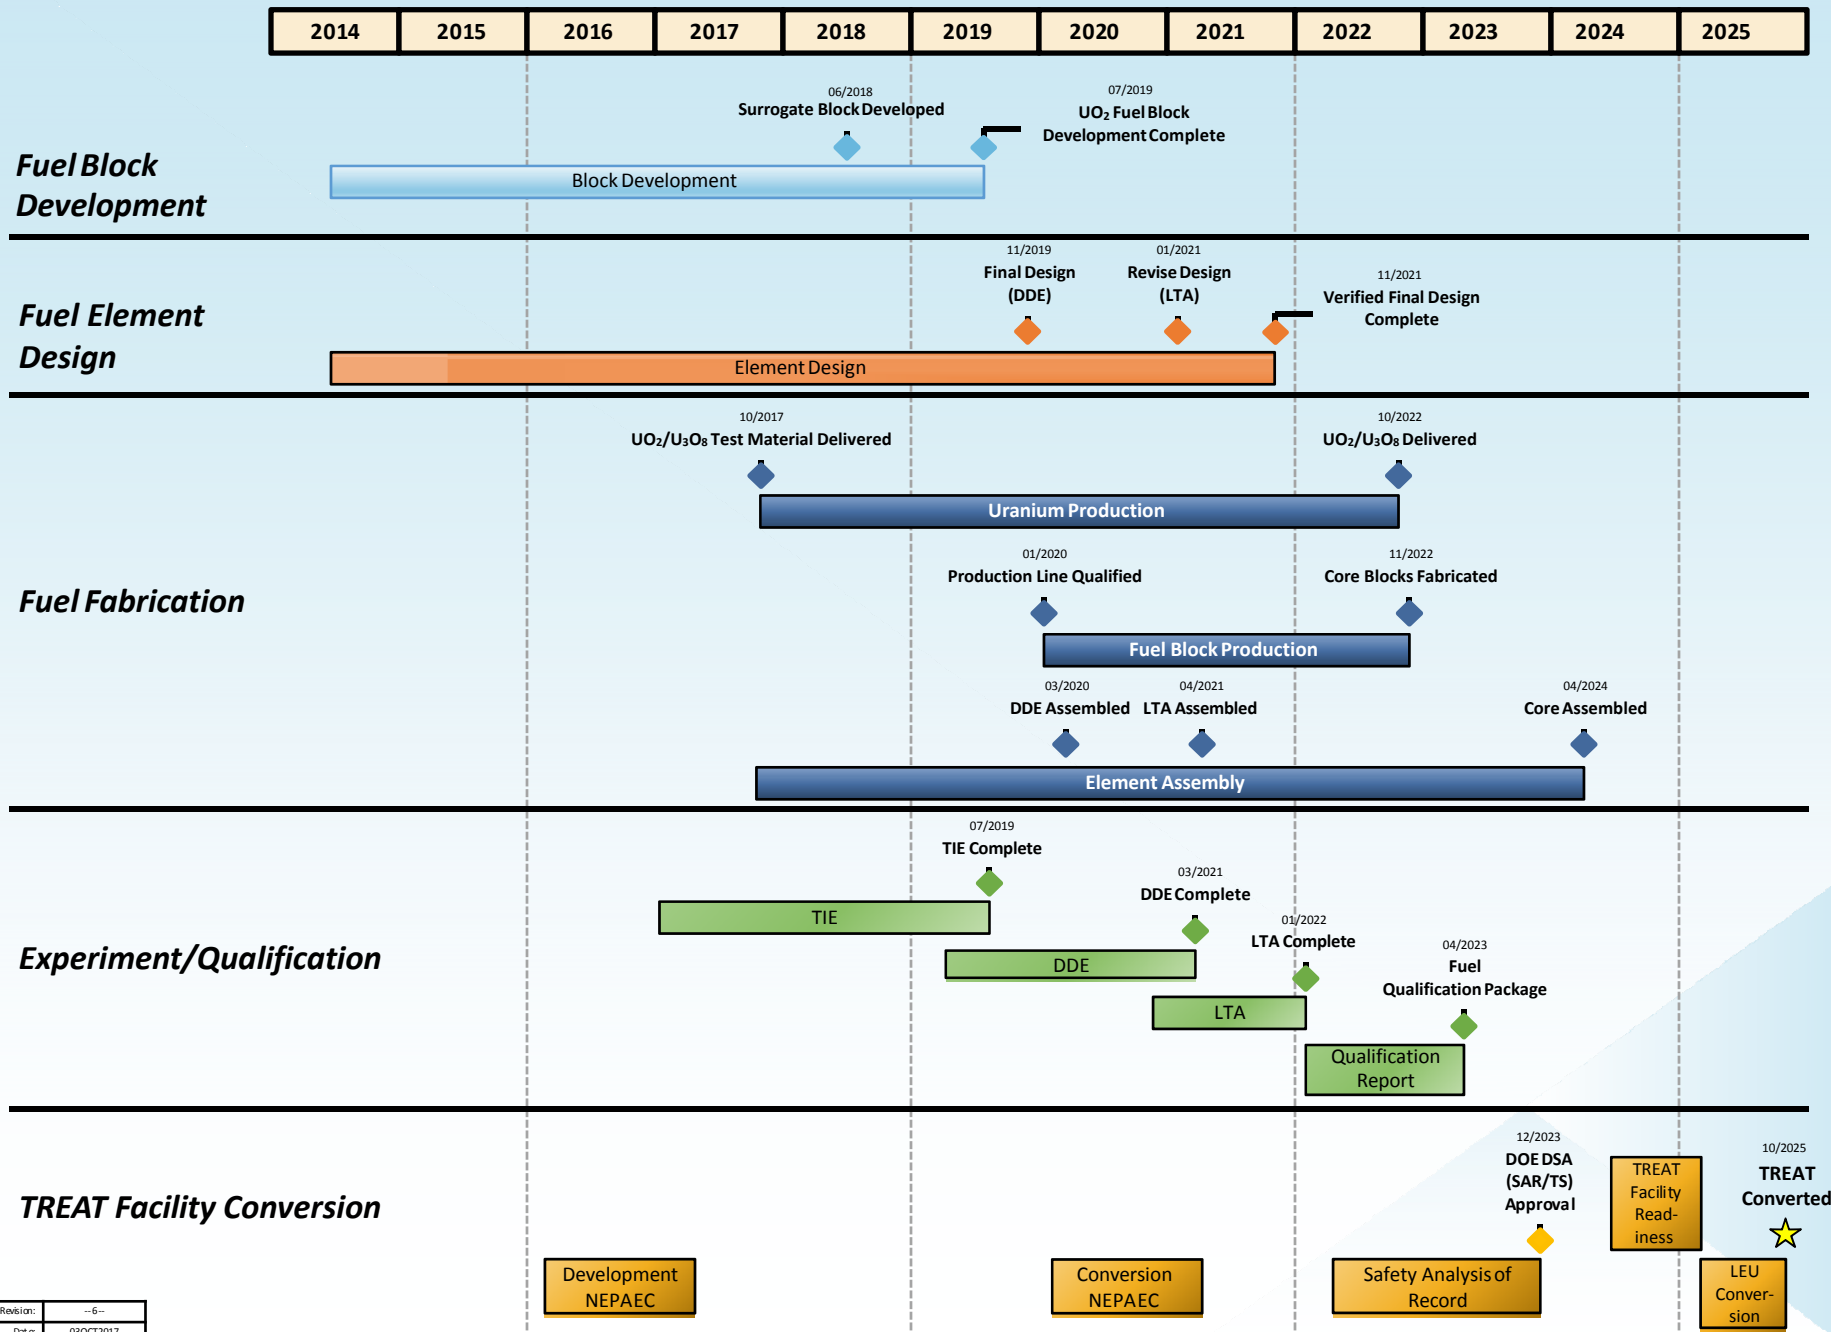 2014 2015 2016 2017 2018 2019 2020 2021 2022 2023 2024 2025
Fuel Block
Development
06/2018
Surrogate Block Developed
07/2019
UO₂ Fuel Block
Development Complete
Block Development
Fuel Element
Design
11/2019
Final Design
(DDE)
01/2021
Revise Design
(LTA)
11/2021
Verified Final Design
Complete
Element Design
Fuel Fabrication
10/2017
UO₂/U₃O₈ Test Material Delivered
10/2022
UO₂/U₃O₈ Delivered
Uranium Production
01/2020
Production Line Qualified
11/2022
Core Blocks Fabricated
Fuel Block Production
03/2020
DDE Assembled
04/2021
LTA Assembled
04/2024
Core Assembled
Element Assembly
Experiment/Qualification
07/2019
TIE Complete
TIE
03/2021
DDE Complete
DDE
01/2022
LTA Complete
LTA
04/2023
Fuel
Qualification Package
Qualification
Report
TREAT Facility Conversion
12/2023
DOE DSA
(SAR/TS)
Approval
TREAT
Facility
Read-
iness
10/2025
TREAT
Converted
Development
NEPAEC
Conversion
NEPAEC
Safety Analysis of
Record
LEU
Conver-
sion
Revision: --6--
Date: 03OCT2017